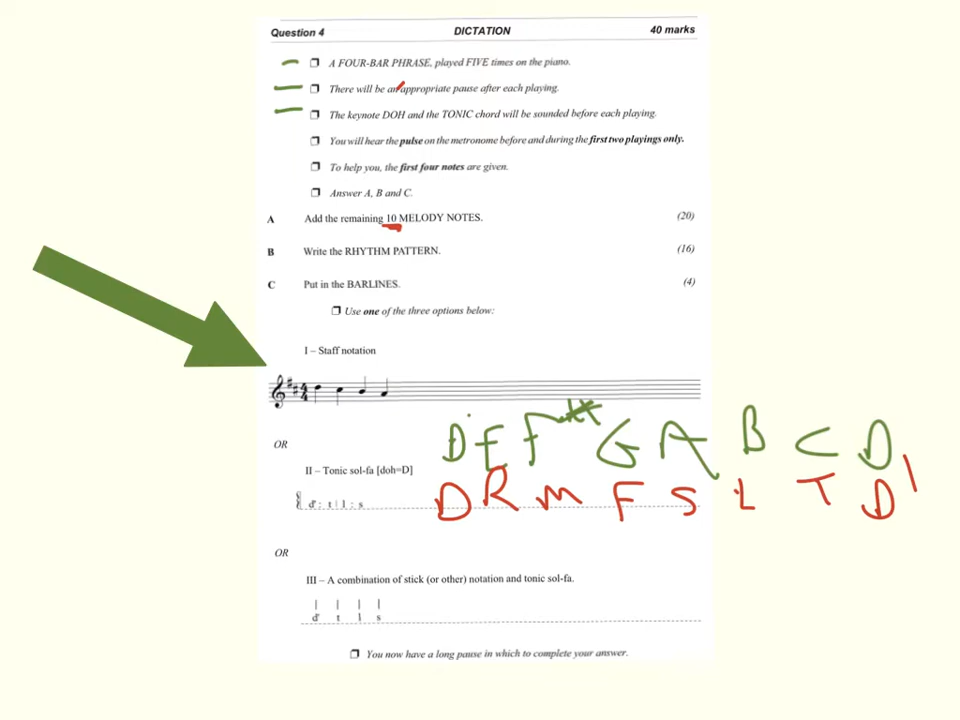 Question 4 DICTATION 40 marks
❐ A FOUR-BAR PHRASE, played FIVE times on the piano.
❐ There will be an appropriate pause after each playing.
❐ The keynote DOH and the TONIC chord will be sounded before each playing.
❐ You will hear the pulse on the metronome before and during the first two playings only.
❐ To help you, the first four notes are given.
❐ Answer A, B and C.
A Add the remaining 10 MELODY NOTES. (20)
B Write the RHYTHM PATTERN. (16)
C Put in the BARLINES. (4)
❐ Use one of the three options below:
I – Staff notation
4
4
D E F G A B C D
OR
II – Tonic sol-fa [doh=D]
D R M F S L T D'
d' : t | l : s
OR
III – A combination of stick (or other) notation and tonic sol-fa.
d' t l s
❐ You now have a long pause in which to complete your answer.